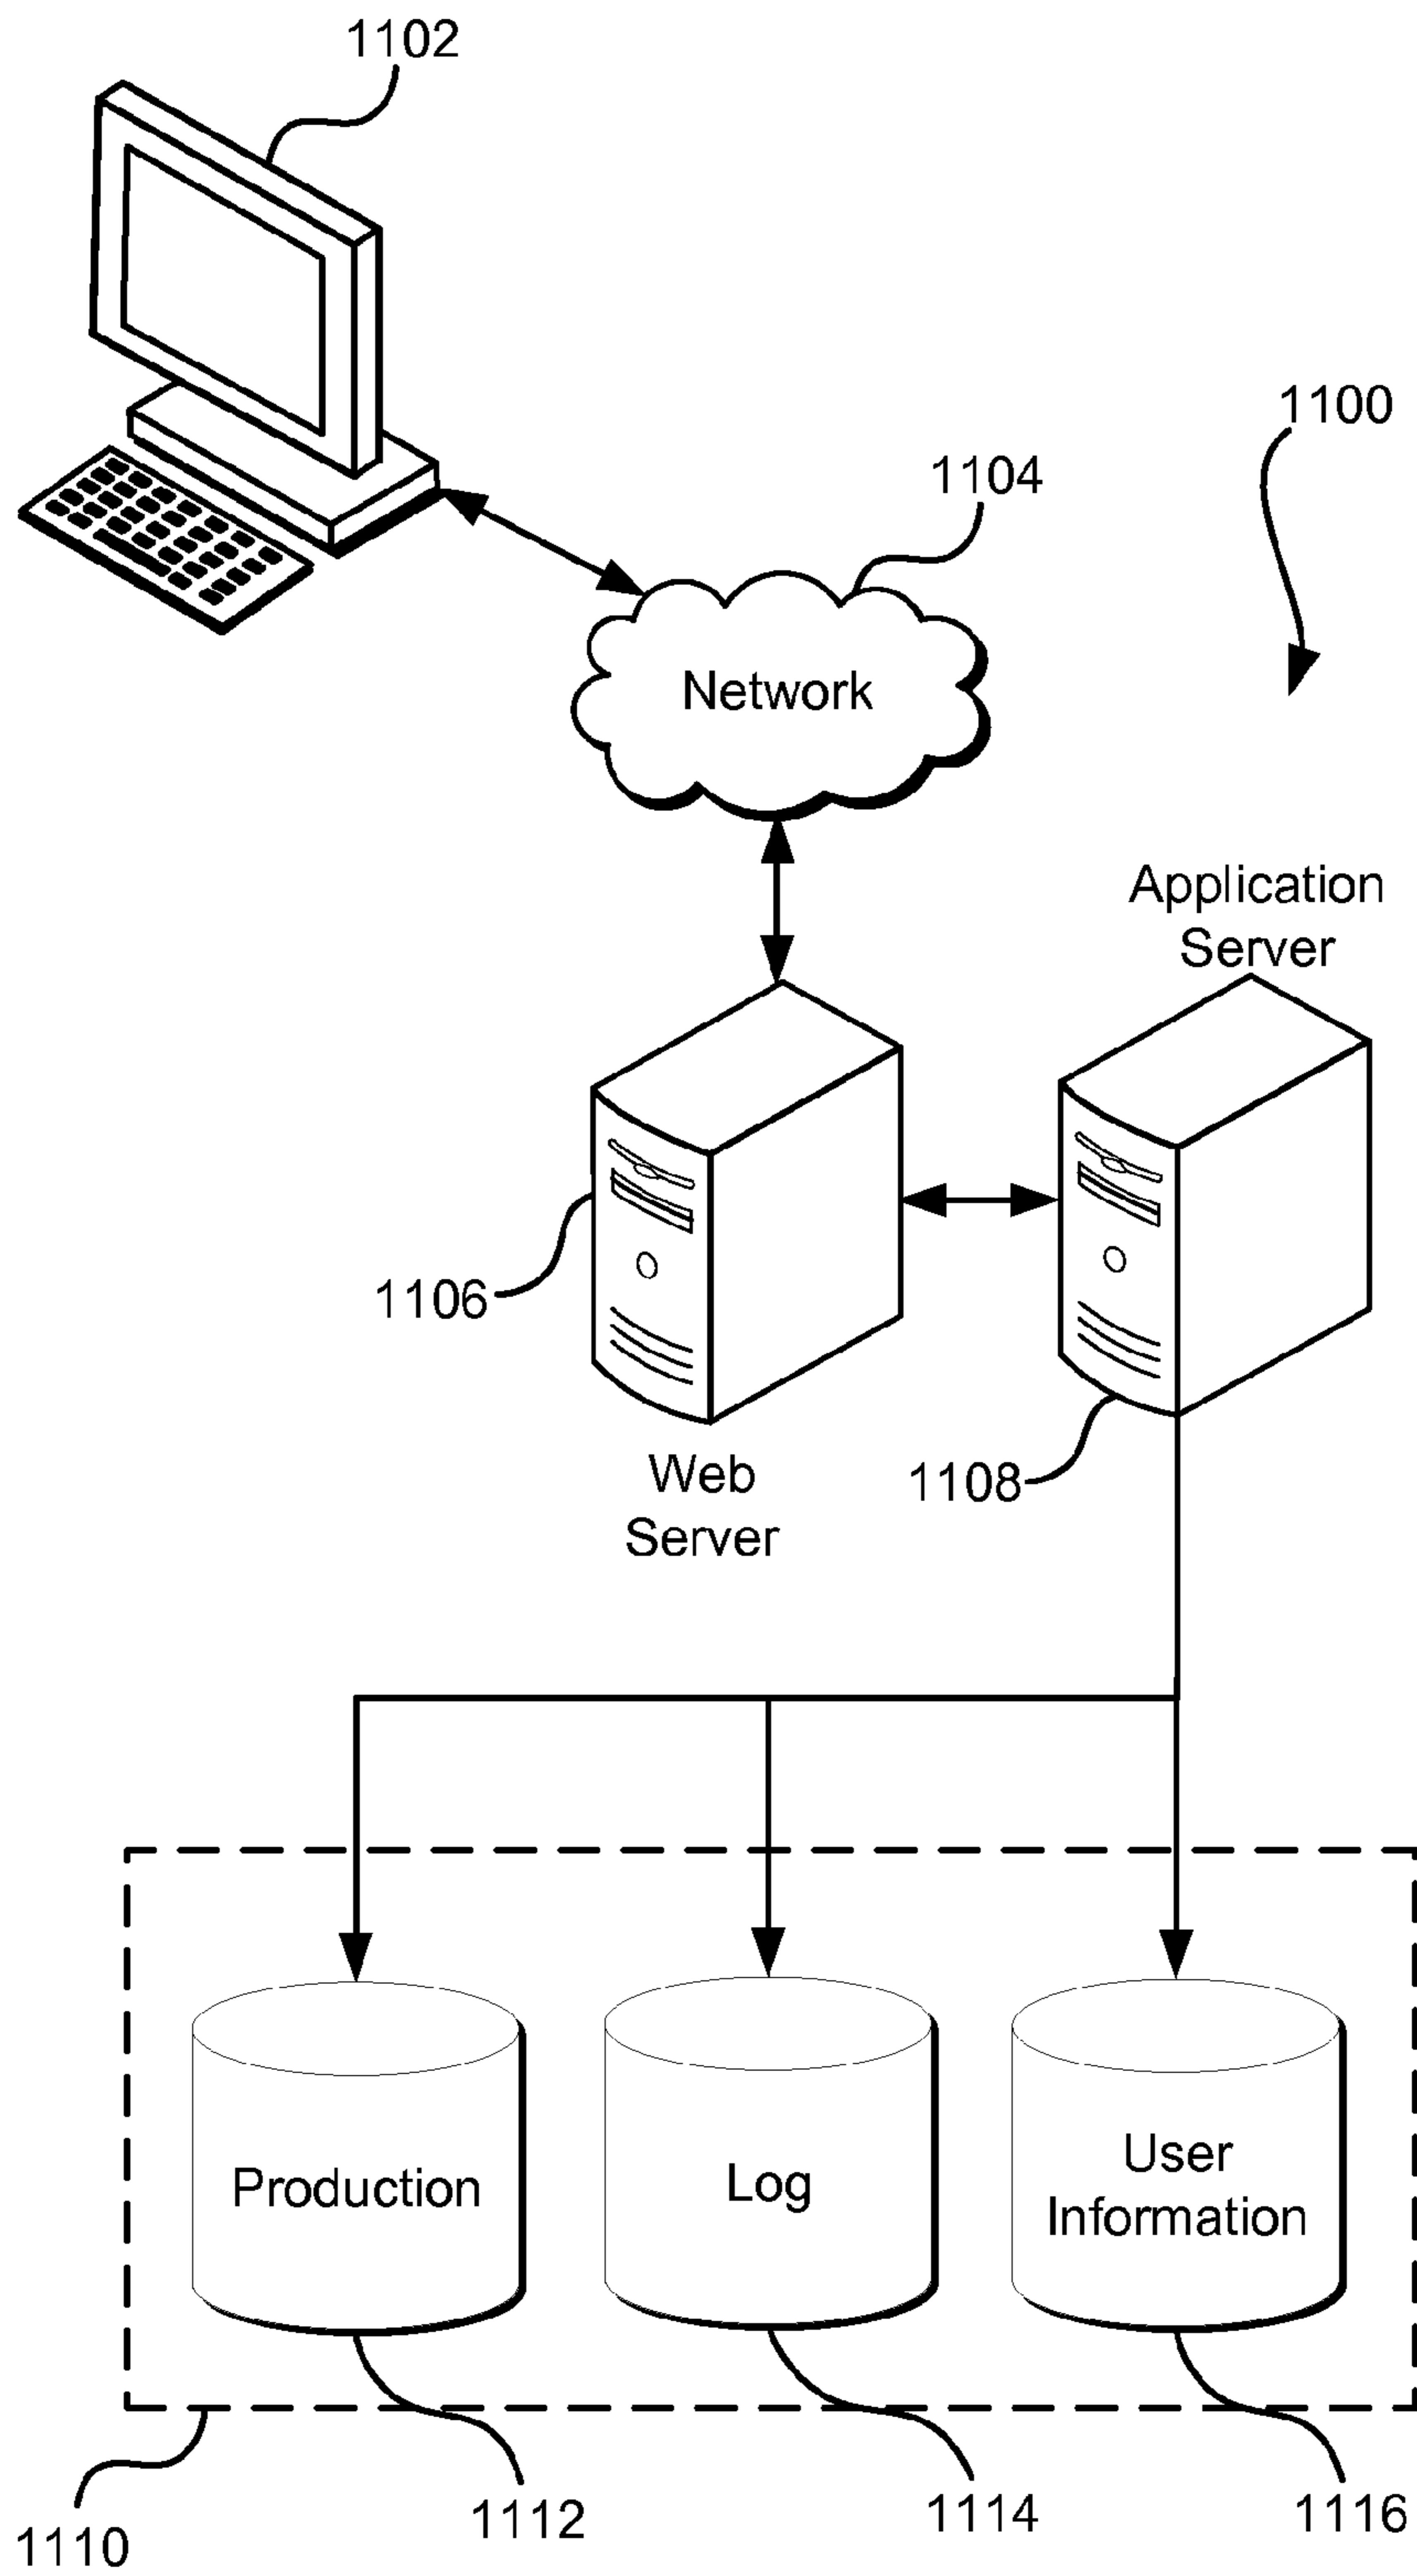 1102
1100
1104
Network
Application
Server
1106
Web
Server
1108
Production
Log
User
Information
1110
1112
1114
1116